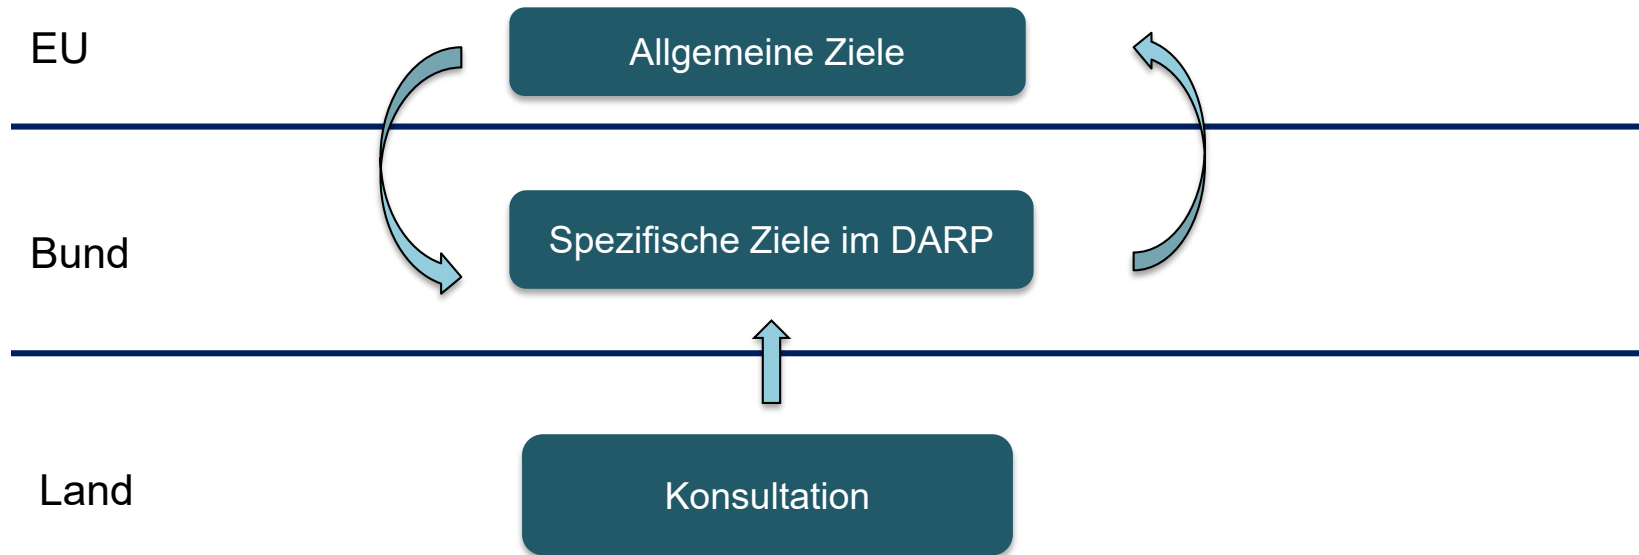 EU
Allgemeine Ziele
Bund
Spezifische Ziele im DARP
Land
Konsultation